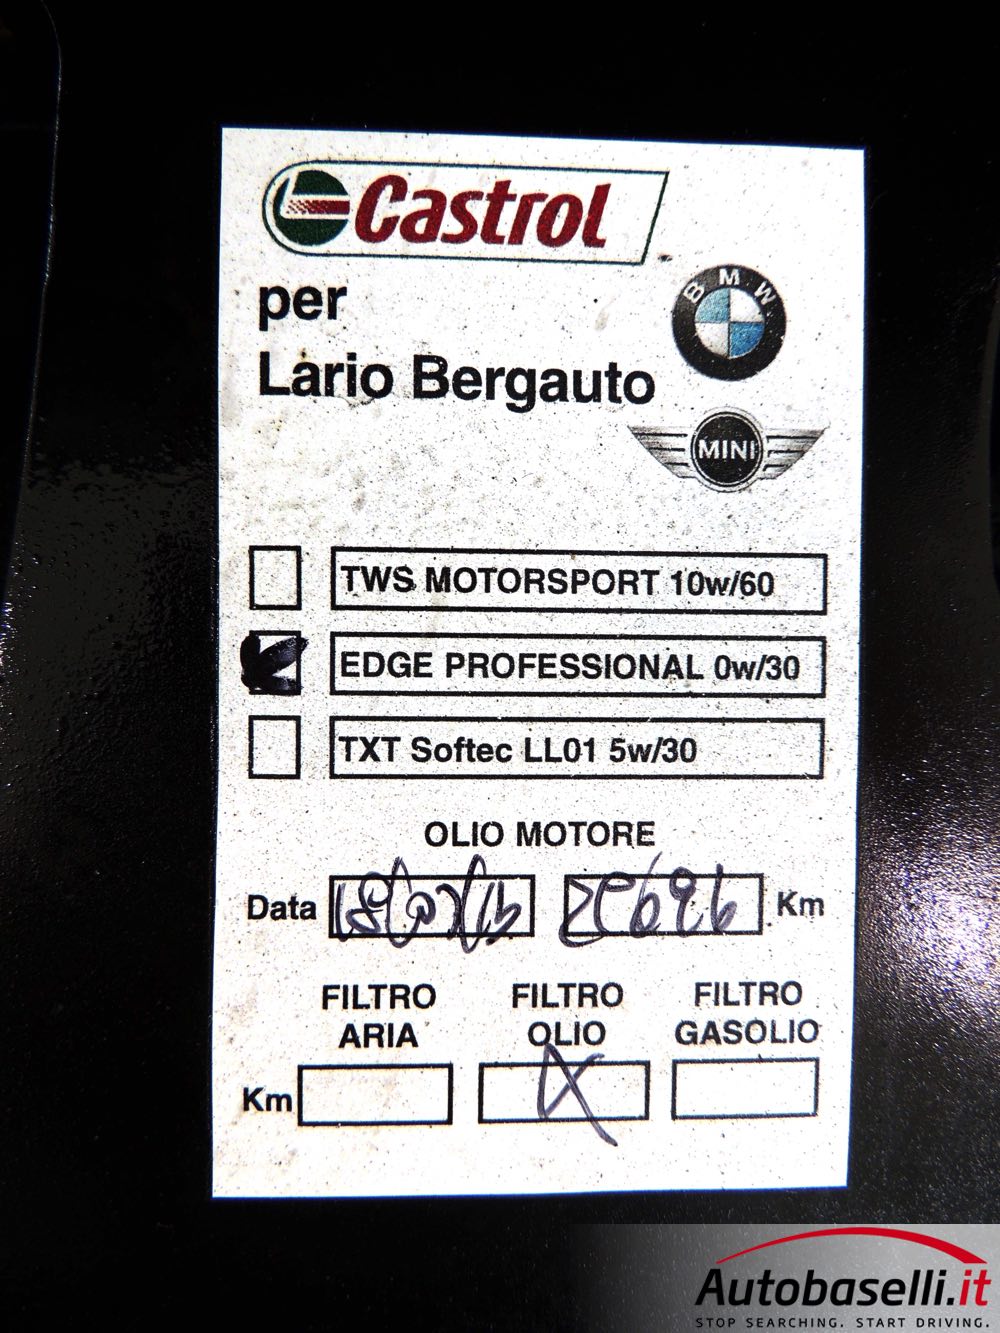 Castrol
per
Lario Bergauto
BMW
MINI
TWS MOTORSPORT 10w/60
EDGE PROFESSIONAL 0w/30
TXT Softec LL01 5w/30
OLIO MOTORE
Data Km
FILTRO ARIA
FILTRO OLIO
FILTRO GASOLIO
Km
Autobaselli.it
STOP SEARCHING. START DRIVING.